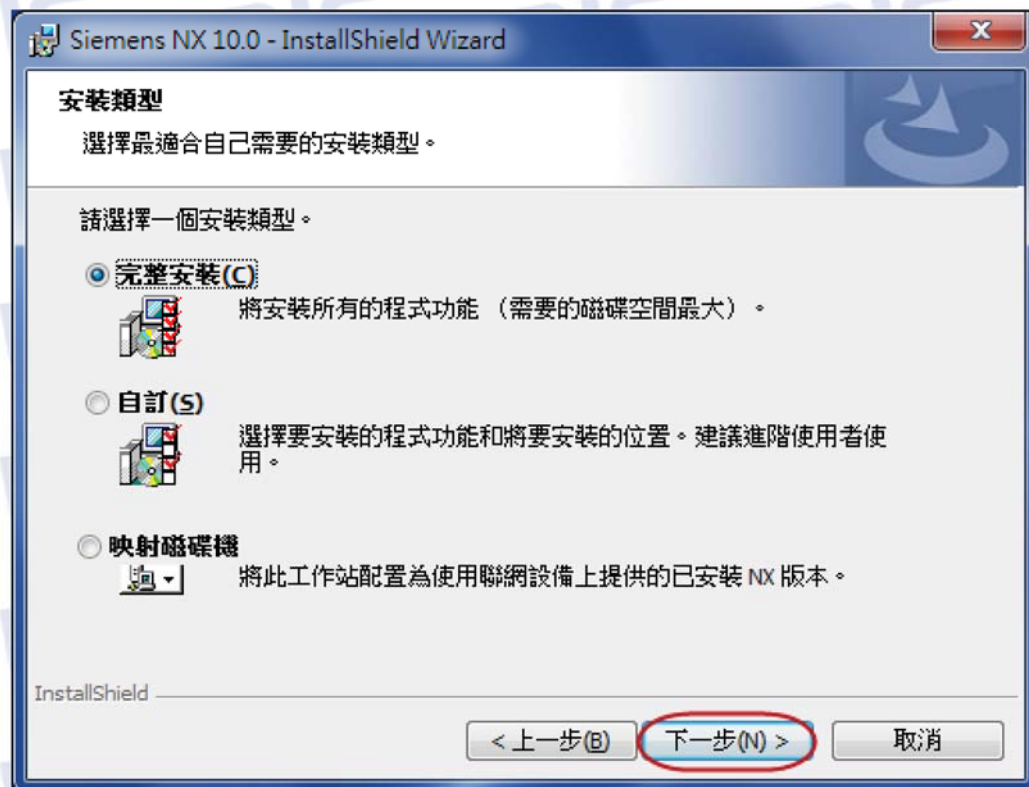 Siemens NX 10.0 - InstallShield Wizard
安裝類型
選擇最適合自己需要的安裝類型。
請選擇一個安裝類型。
完整安裝(C)
將安裝所有的程式功能 （需要的磁碟空間最大）。
自訂(S)
選擇要安裝的程式功能和將要安裝的位置。建議進階使用者使
用。
映射磁碟機
將此工作站配置為使用聯網設備上提供的已安裝 NX 版本。
InstallShield
< 上一步(B)
下一步(N) >
取消